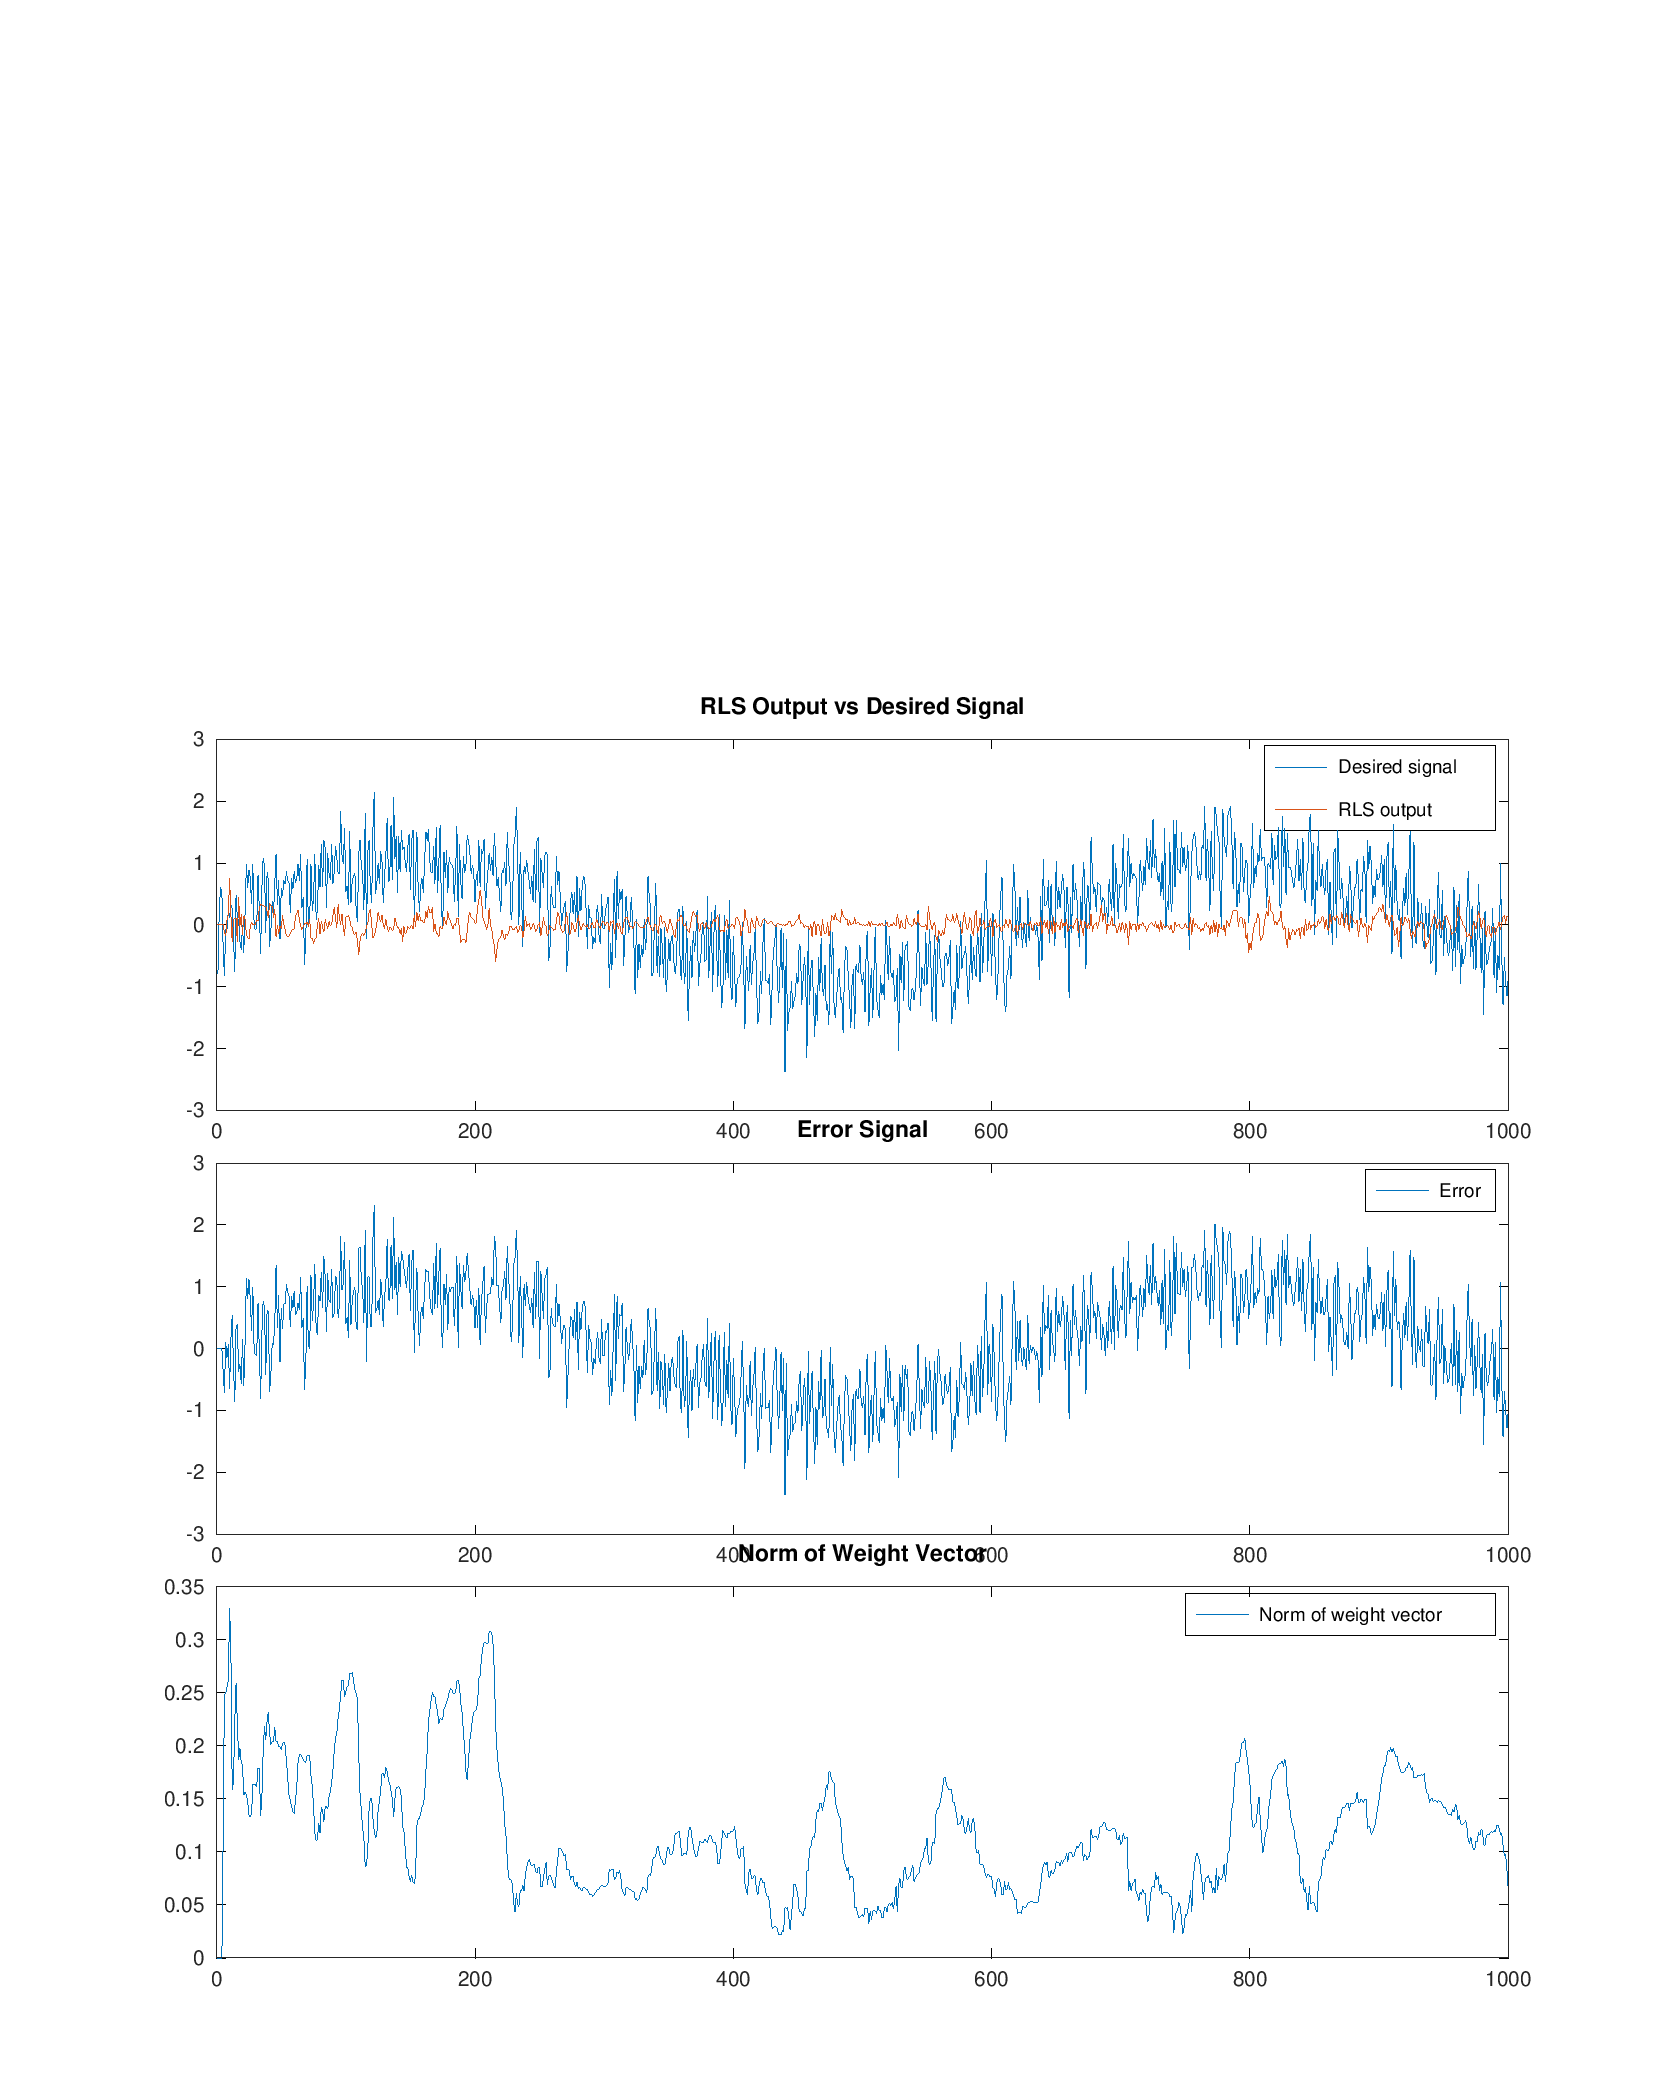 RLS Output vs Desired Signal
3
2
1
0
-1
-2
-3
Desired signal
RLS output
0 200 400 600 800 1000
Error Signal
3
2
1
0
-1
-2
-3
Error
0 200 400 600 800 1000
Norm of Weight Vector
0.35
0.3
0.25
0.2
0.15
0.1
0.05
0
Norm of weight vector
0 200 400 600 800 1000